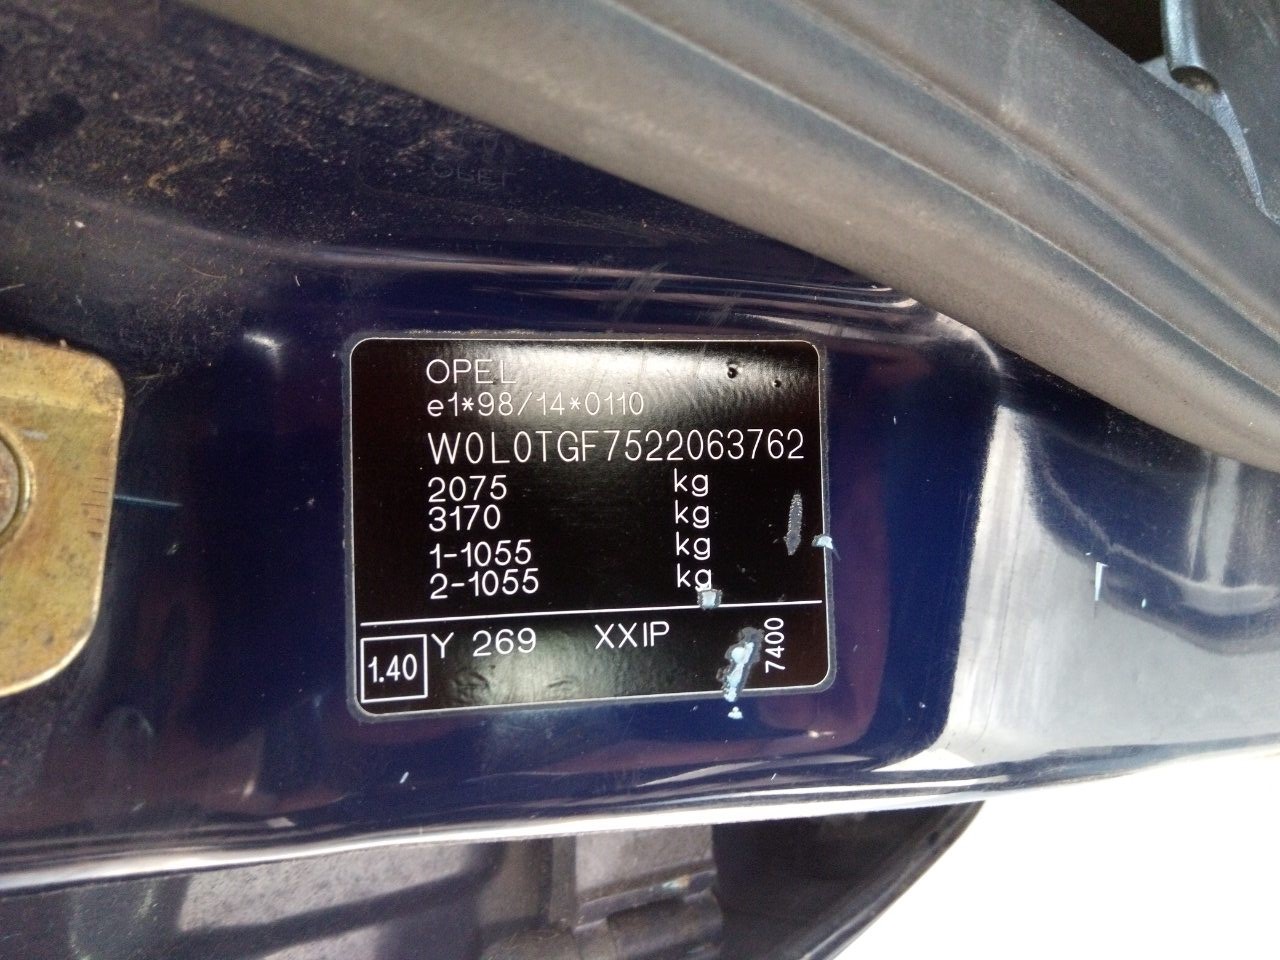 OPEL
e1*98/14*0110
W0L0TGF7522063762
2075 kg
3170 kg
1-1055 kg
2-1055 kg
1.40 Y 269 XXIP 7400